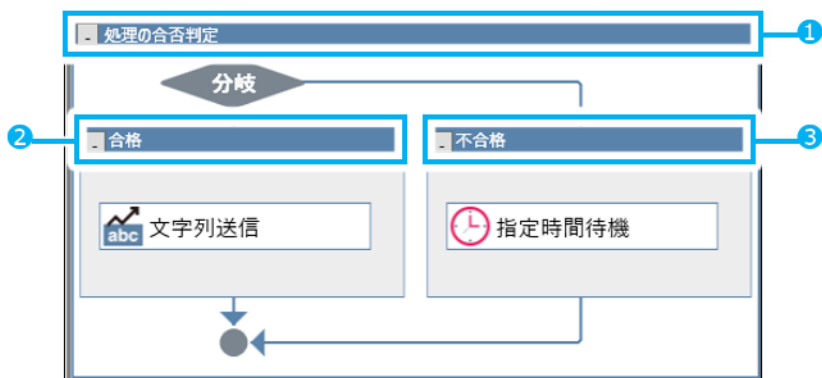 処理の合否判定
1
分岐
2
合格
不合格
3
abc 文字列送信
指定時間待機